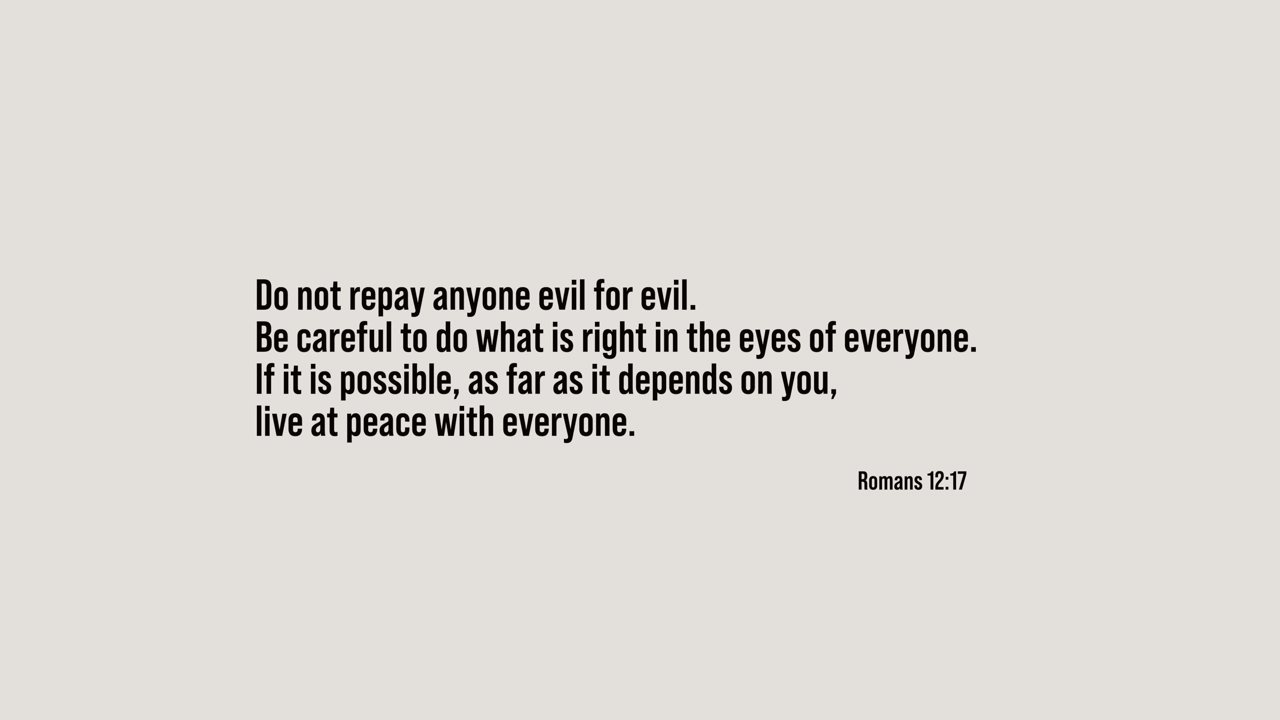 Do not repay anyone evil for evil.
Be careful to do what is right in the eyes of everyone.
If it is possible, as far as it depends on you,
live at peace with everyone.
Romans 12:17